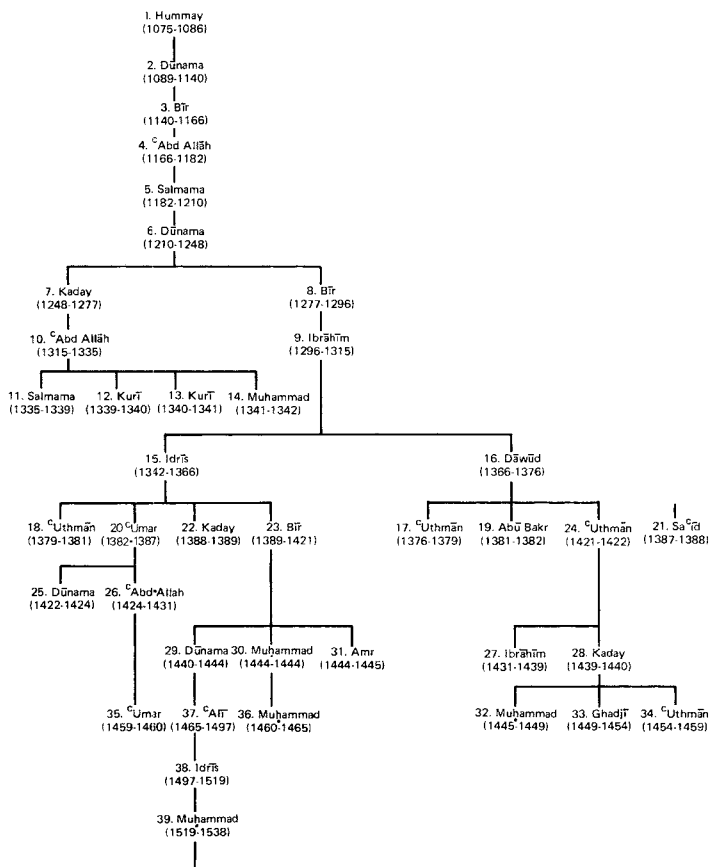 1. Hummay
(1075-1086)
2. Dūnama
(1089-1140)
3. Bīr
(1140-1166)
4. ᶜAbd Allāh
(1166-1182)
5. Salmama
(1182-1210)
6. Dūnama
(1210-1248)
7. Kaday
(1248-1277)
8. Bīr
(1277-1296)
10. ᶜAbd Allāh
(1315-1335)
9. Ibrāhīm
(1296-1315)
11. Salmama
(1335-1339)
12. Kurī
(1339-1340)
13. Kurī
(1340-1341)
14. Muhammad
(1341-1342)
15. Idrīs
(1342-1366)
16. Dāwūd
(1366-1376)
18. ᶜUthmān
(1379-1381)
20 ᶜUmar
(1382-1387)
22. Kaday
(1388-1389)
23. Bīr
(1389-1421)
17. ᶜUthmān
(1376-1379)
19. Abū Bakr
(1381-1382)
24. ᶜUthmān
(1421-1422)
21. Saᶜīd
(1387-1388)
25. Dūnama
(1422-1424)
26. ᶜAbd Allah
(1424-1431)
29. Dūnama
(1440-1444)
30. Muḥammad
(1444-1444)
31. Amr
(1444-1445)
27. Ibrahīm
(1431-1439)
28. Kaday
(1439-1440)
35. ᶜUmar
(1459-1460)
37. ᶜAlī
(1465-1497)
36. Muḥammad
(1460-1465)
32. Muḥammad
(1445-1449)
33. Ghadjī
(1449-1454)
34. ᶜUthmān
(1454-1459)
38. Idrīs
(1497-1519)
39. Muḥammad
(1519-1538)